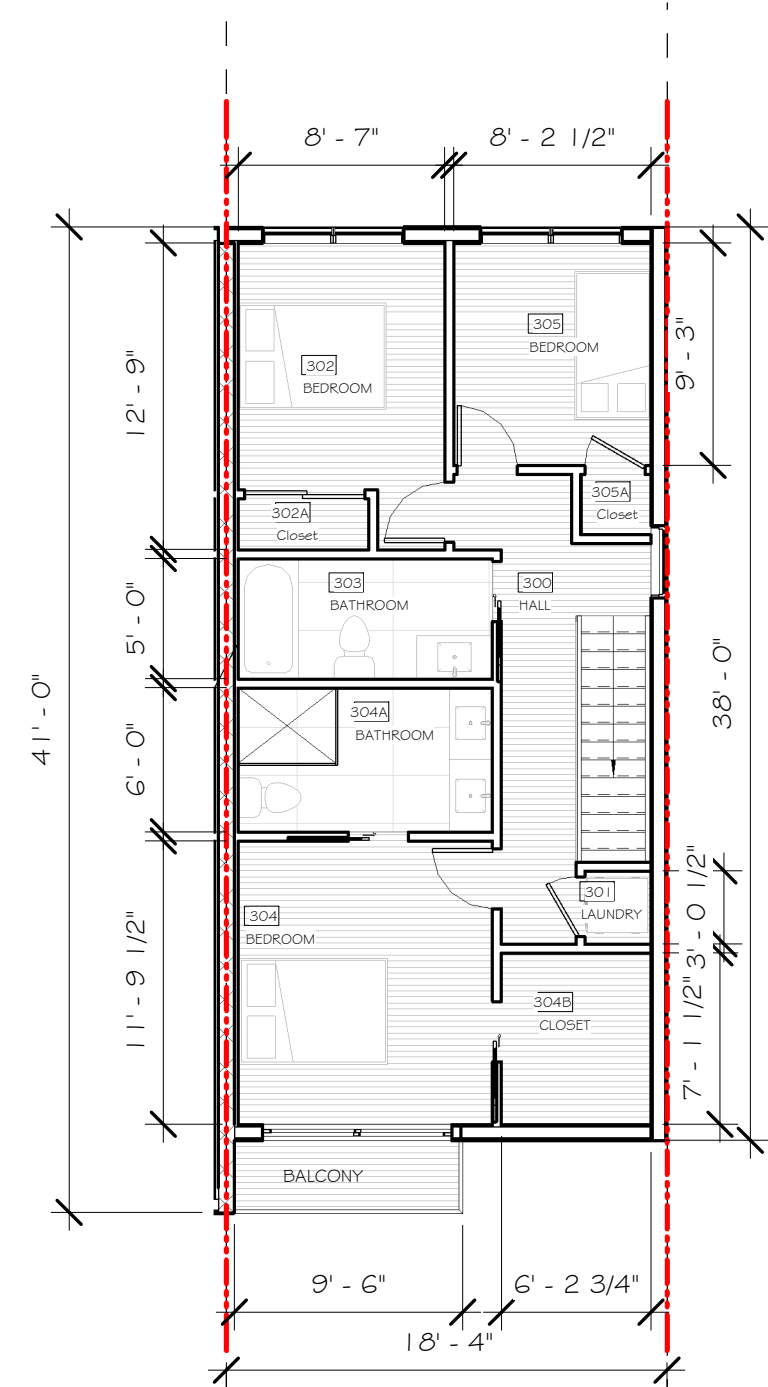 8' - 7"
8' - 2 1/2"
12' - 9"
9' - 3"
302
BEDROOM
305
BEDROOM
302A
Closet
305A
Closet
303
BATHROOM
300
HALL
5' - 0"
41' - 0"
38' - 0"
6' - 0"
304A
BATHROOM
301
LAUNDRY
3' - 0 1/2"
304
BEDROOM
11' - 9 1/2"
304B
CLOSET
7' - 1 1/2"
BALCONY
9' - 6"
6' - 2 3/4"
18' - 4"